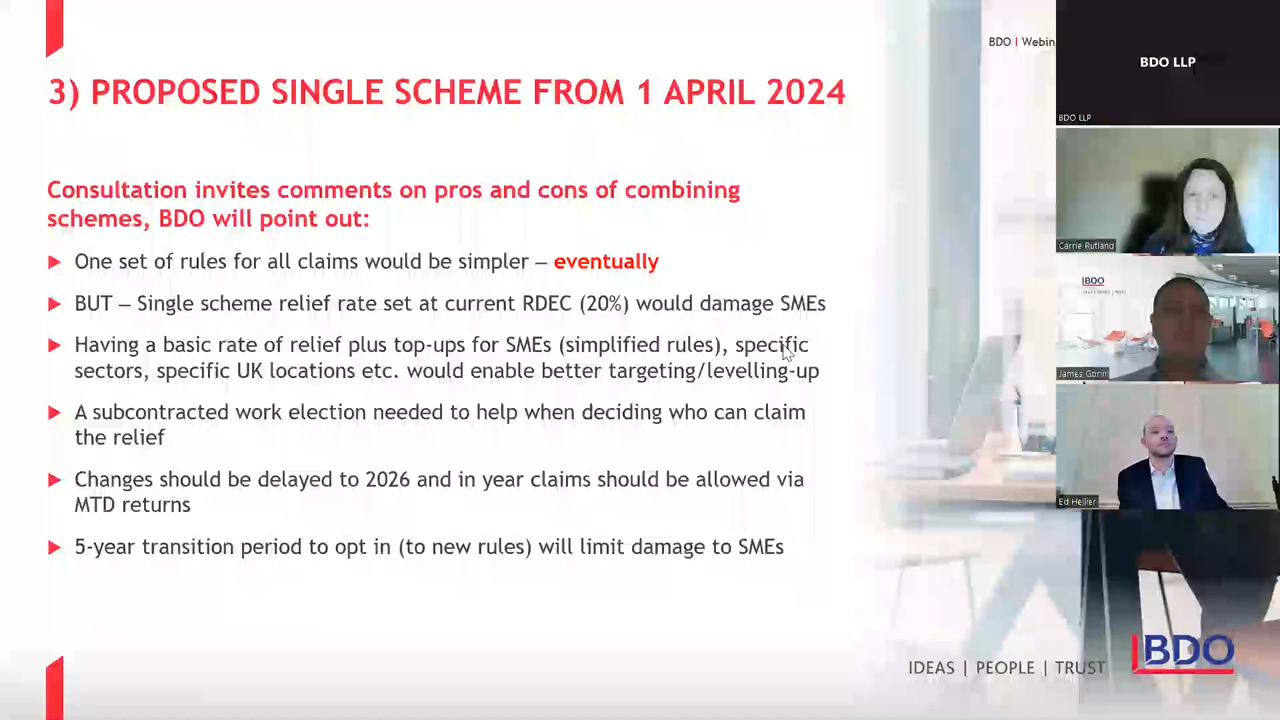 BDO | Webin
3) PROPOSED SINGLE SCHEME FROM 1 APRIL 2024
Consultation invites comments on pros and cons of combining
schemes, BDO will point out:
One set of rules for all claims would be simpler – eventually
BUT – Single scheme relief rate set at current RDEC (20%) would damage SMEs
Having a basic rate of relief plus top-ups for SMEs (simplified rules), specific
sectors, specific UK locations etc. would enable better targeting/levelling-up
A subcontracted work election needed to help when deciding who can claim
the relief
Changes should be delayed to 2026 and in year claims should be allowed via
MTD returns
5-year transition period to opt in (to new rules) will limit damage to SMEs
IDEAS | PEOPLE | TRUST
BDO
BDO LLP
BDO LLP
Carrie Rutland
BDO
James Gorin
Ed Hellier